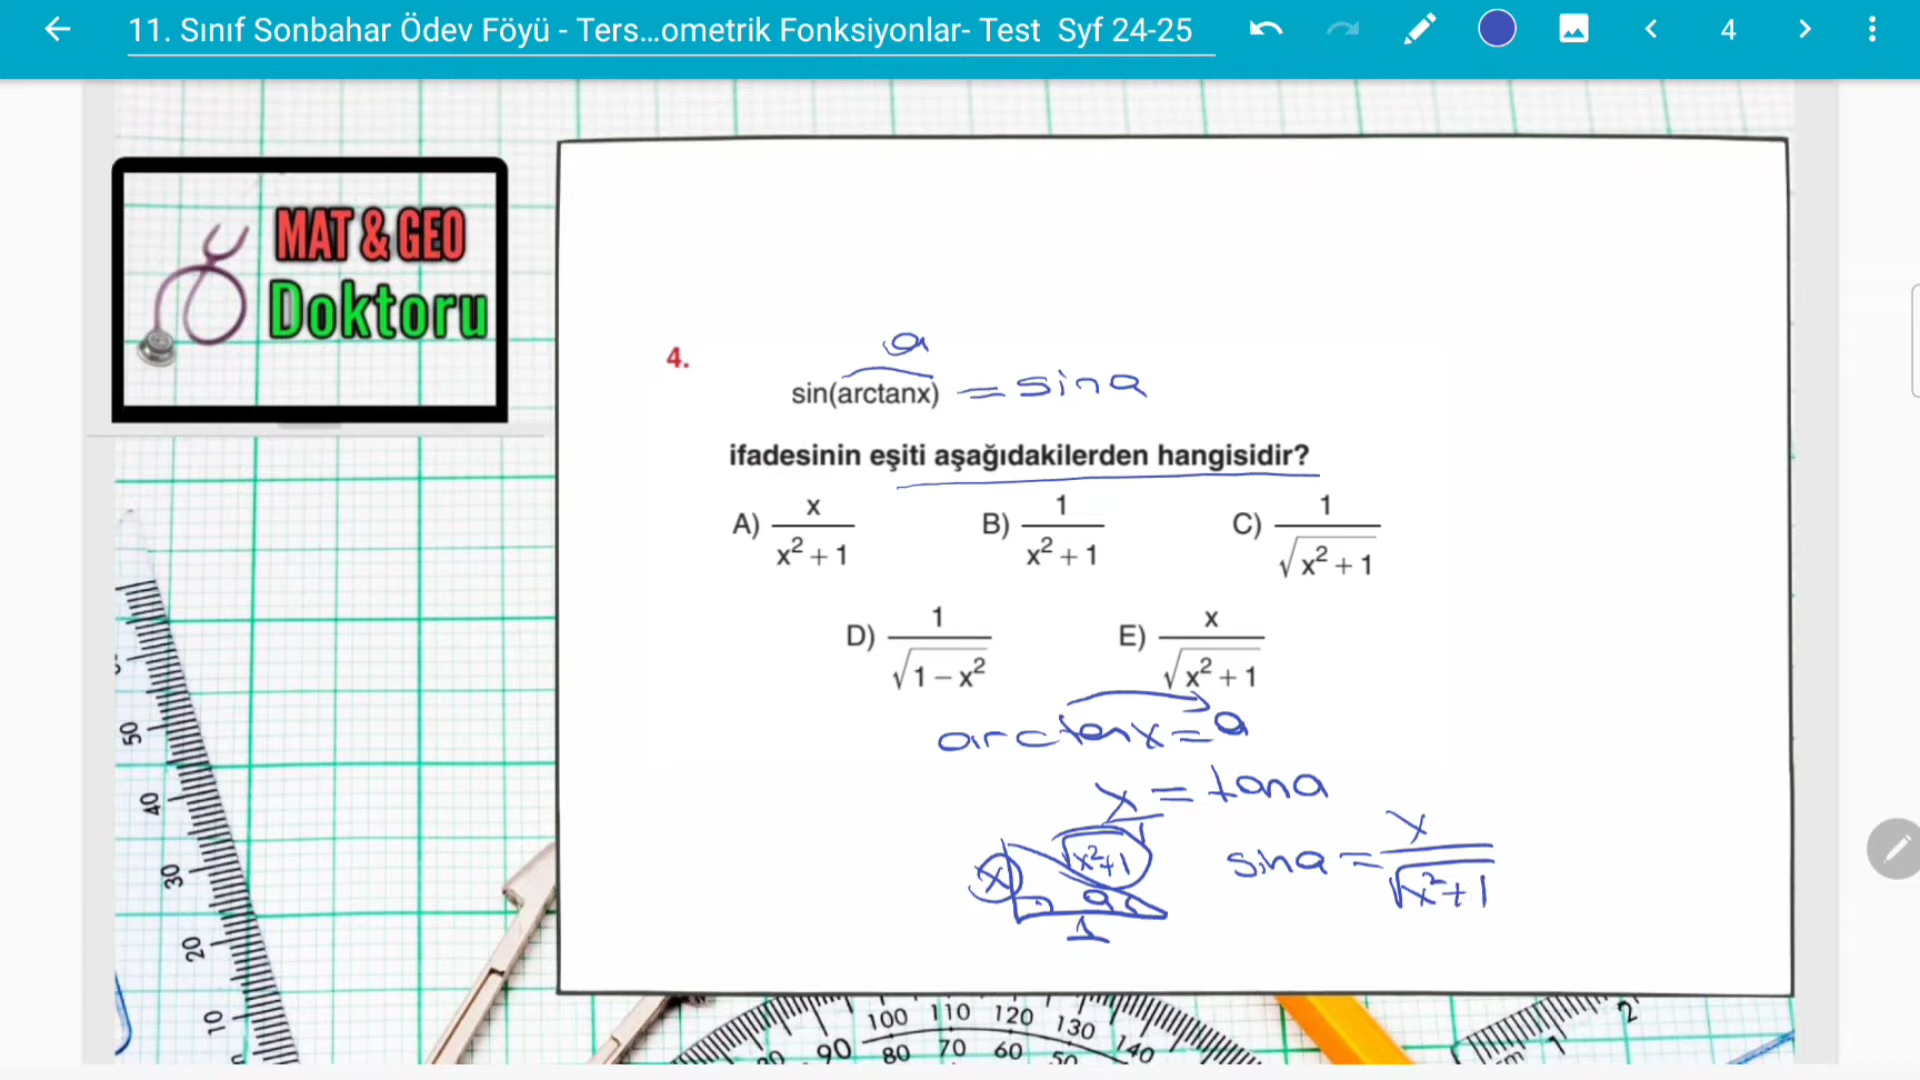 11. Sınıf Sonbahar Ödev Föyü - Ters...ometrik Fonksiyonlar- Test Syf 24-25
4
MAT & GEO
Doktoru
4.
a
sin(arctanx) = sina
ifadesinin eşiti aşağıdakilerden hangisidir?
A) x/(x² + 1) B) 1/(x² + 1) C) 1/√(x² + 1)
D) 1/√(1 − x²) E) x/√(x² + 1)
arctanx = a
x = tana
√x²+1
x
a
1
sina = x/√(x²+1)
50
40
30
20
10
90 100 110 120 130 140
80 70 60 50
1 2